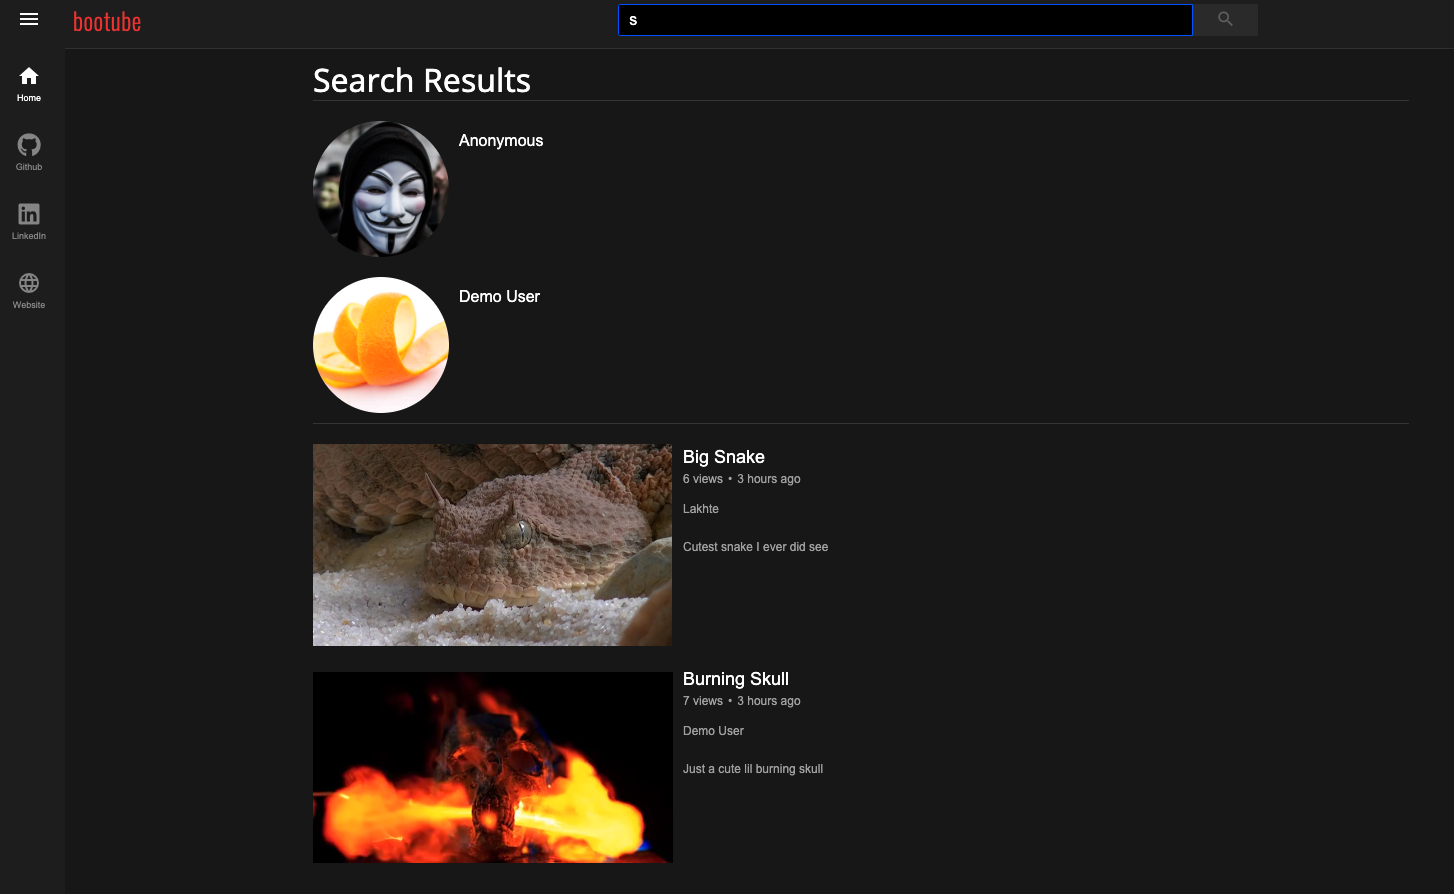 bootube
s
Home
Github
LinkedIn
Website
Search Results
Anonymous
Demo User
Big Snake
6 views • 3 hours ago
Lakhte
Cutest snake I ever did see
Burning Skull
7 views • 3 hours ago
Demo User
Just a cute lil burning skull